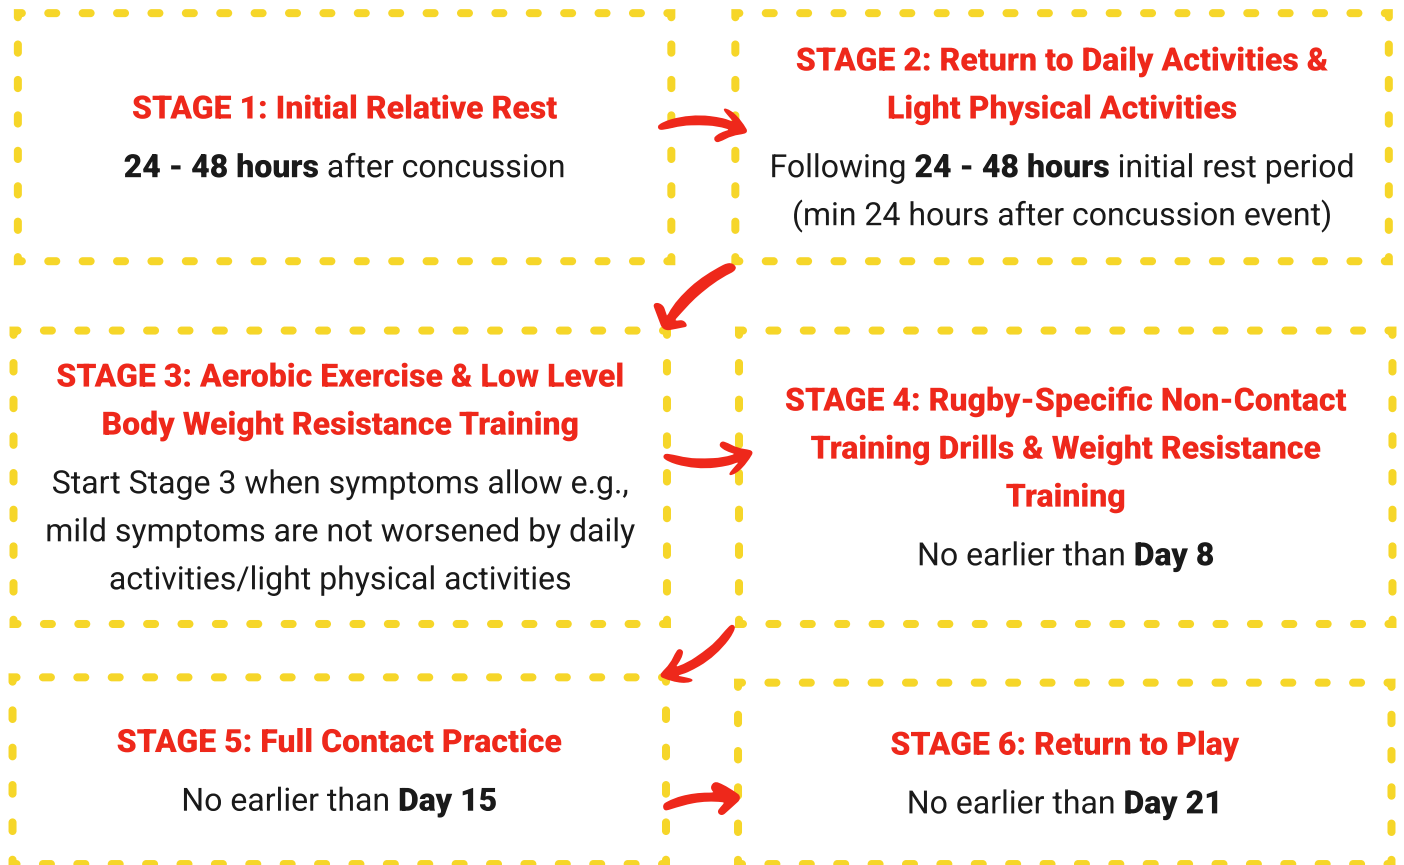 STAGE 1: Initial Relative Rest
24 - 48 hours after concussion
STAGE 2: Return to Daily Activities &
Light Physical Activities
Following 24 - 48 hours initial rest period
(min 24 hours after concussion event)
STAGE 3: Aerobic Exercise & Low Level
Body Weight Resistance Training
Start Stage 3 when symptoms allow e.g.,
mild symptoms are not worsened by daily
activities/light physical activities
STAGE 4: Rugby-Specific Non-Contact
Training Drills & Weight Resistance
Training
No earlier than Day 8
STAGE 5: Full Contact Practice
No earlier than Day 15
STAGE 6: Return to Play
No earlier than Day 21